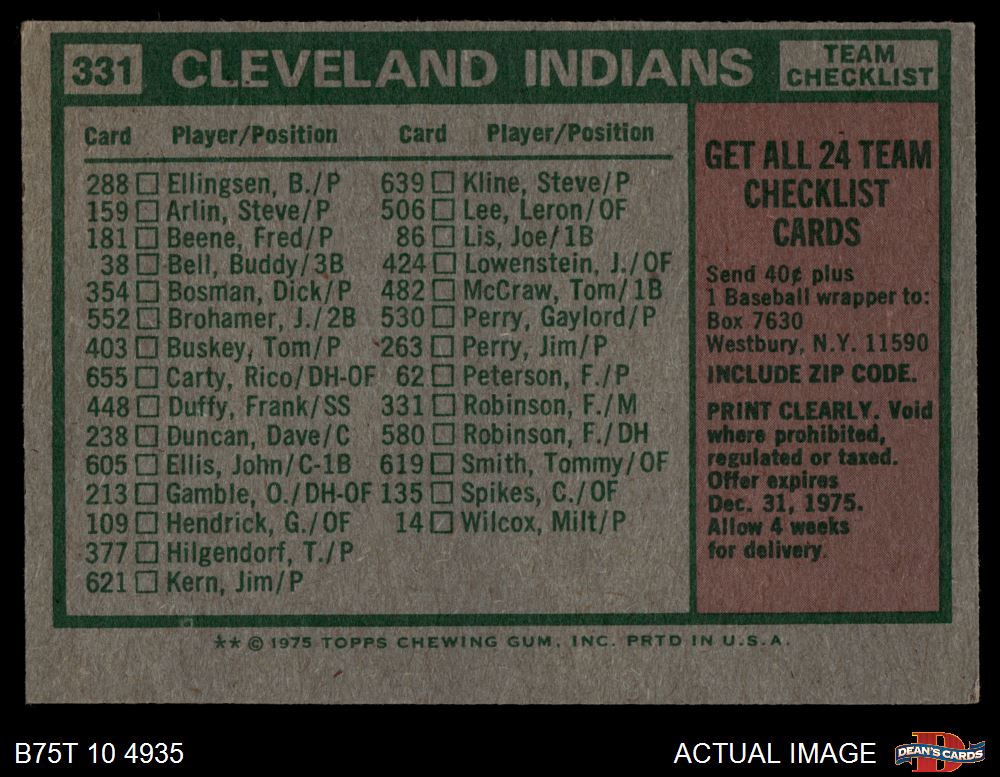 331 CLEVELAND INDIANS TEAM CHECKLIST
Card Player/Position Card Player/Position
288 Ellingsen, B./P
159 Arlin, Steve/P
181 Beene, Fred/P
38 Bell, Buddy/3B
354 Bosman, Dick/P
552 Brohamer, J./2B
403 Buskey, Tom/P
655 Carty, Rico/DH-OF
448 Duffy, Frank/SS
238 Duncan, Dave/C
605 Ellis, John/C-1B
213 Gamble, O./DH-OF
109 Hendrick, G./OF
377 Hilgendorf, T./P
621 Kern, Jim/P
639 Kline, Steve/P
506 Lee, Leron/OF
86 Lis, Joe/1B
424 Lowenstein, J./OF
482 McCraw, Tom/1B
530 Perry, Gaylord/P
263 Perry, Jim/P
62 Peterson, F./P
331 Robinson, F./M
580 Robinson, F./DH
619 Smith, Tommy/OF
135 Spikes, C./OF
14 Wilcox, Milt/P
GET ALL 24 TEAM
CHECKLIST
CARDS
Send 40¢ plus
1 Baseball wrapper to:
Box 7630
Westbury, N.Y. 11590
INCLUDE ZIP CODE.
PRINT CLEARLY. Void
where prohibited,
regulated or taxed.
Offer expires
Dec. 31, 1975.
Allow 4 weeks
for delivery.
** © 1975 TOPPS CHEWING GUM, INC. PRTD IN U.S.A.
B75T 10 4935
ACTUAL IMAGE
D
DEAN'S CARDS